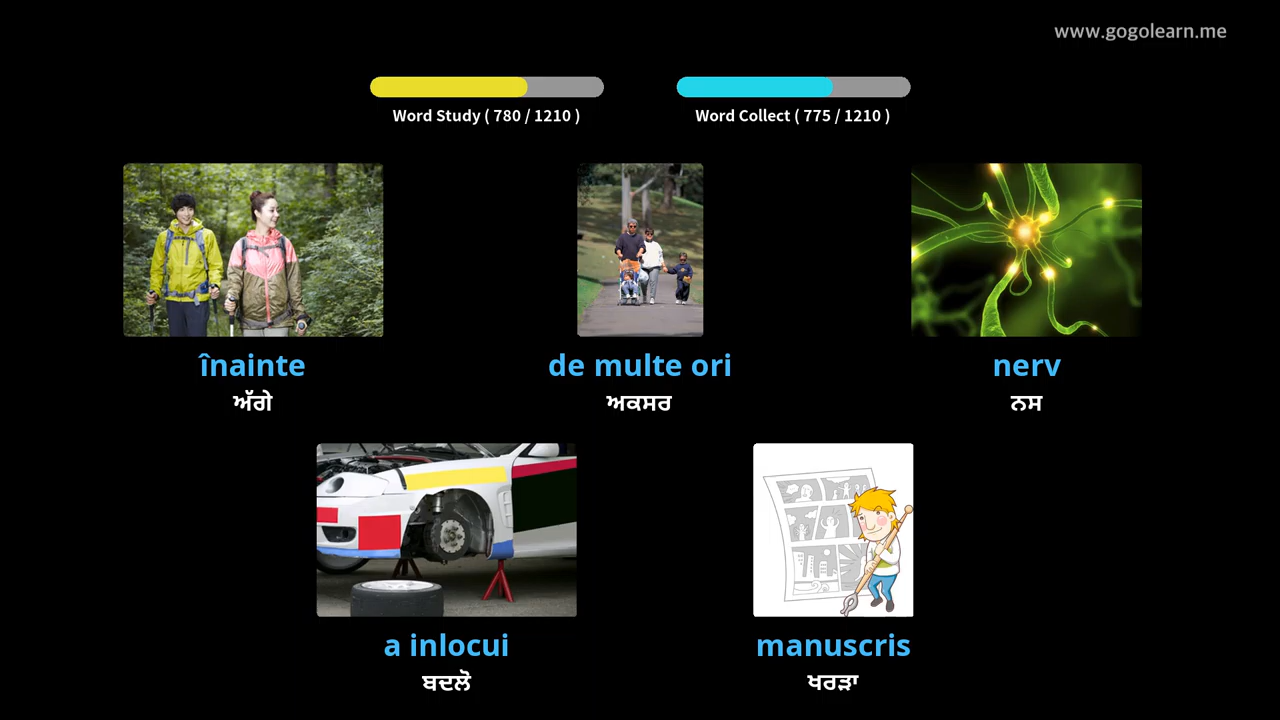 www.gogolearn.me
Word Study ( 780 / 1210 )
Word Collect ( 775 / 1210 )
înainte
ਅੱਗੇ
de multe ori
ਅਕਸਰ
nerv
ਨਸ
a inlocui
ਬਦਲੋ
manuscris
ਖਰੜਾ